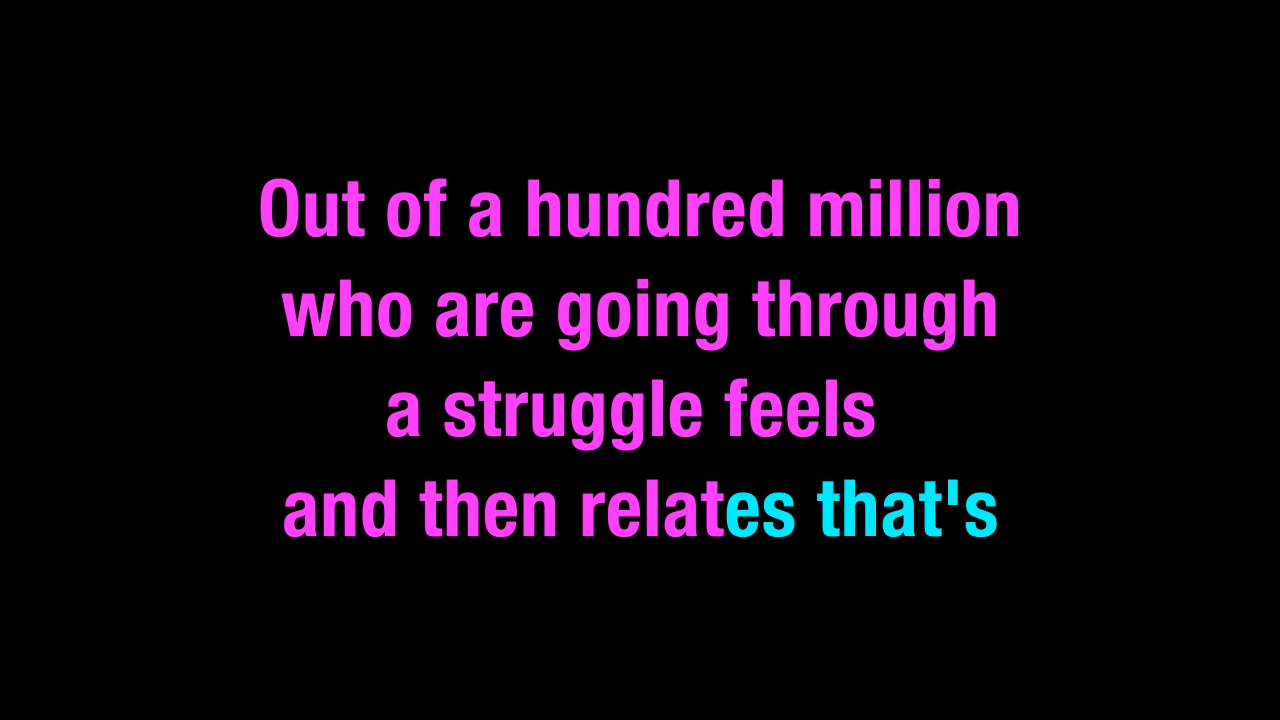 Out of a hundred million
who are going through
a struggle feels
and then relates that's